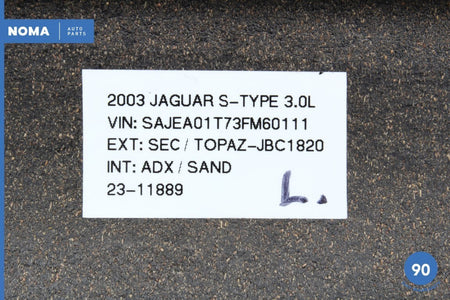 NOMA AUTO PARTS
2003 JAGUAR S-TYPE 3.0L
VIN: SAJEA01T73FM60111
EXT: SEC / TOPAZ-JBC1820
INT: ADX / SAND
23-11889
L.
90